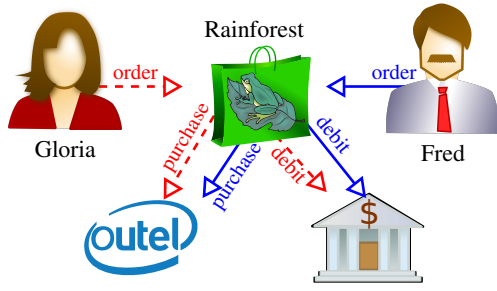 Rainforest
order
order
Gloria
Fred
purchase
purchase
debit
debit
outel
$